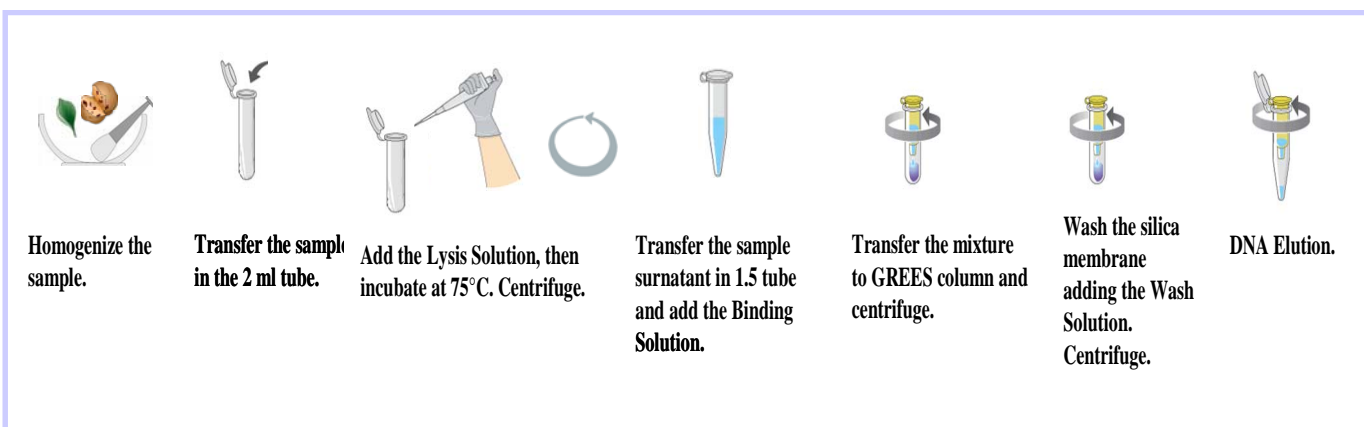 Homogenize the
sample.
Transfer the sample
in the 2 ml tube.
Add the Lysis Solution, then
incubate at 75°C. Centrifuge.
Transfer the sample
surnatant in 1.5 tube
and add the Binding
Solution.
Transfer the mixture
to GREES column and
centrifuge.
Wash the silica
membrane
adding the Wash
Solution.
Centrifuge.
DNA Elution.